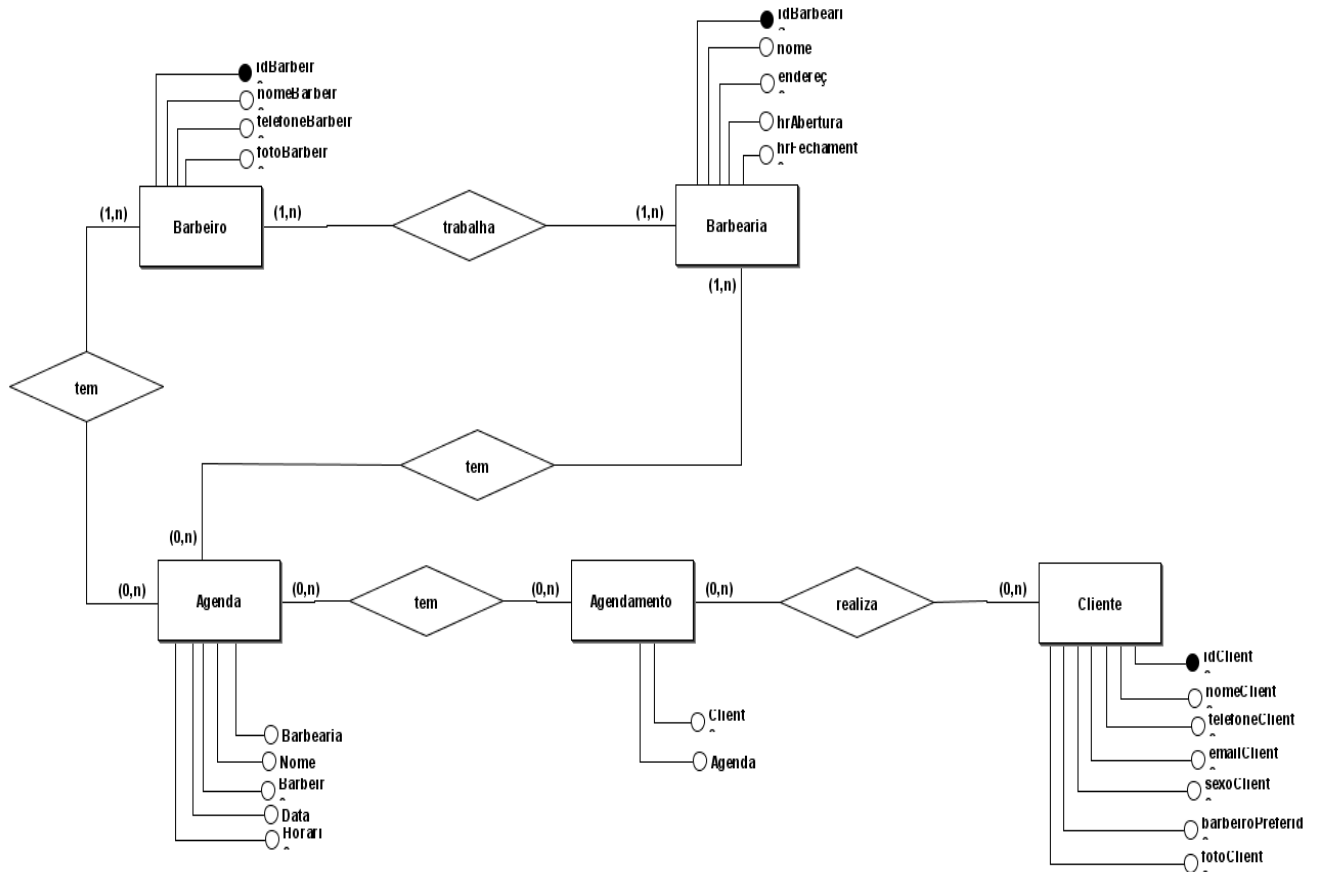 idBarbeari
nome
endereç
hrAbertura
hrFechament
idBarbeir
nomeBarbeir
telefoneBarbeir
fotoBarbeir
(1,n)
Barbeiro
(1,n)
trabalha
(1,n)
Barbearia
(1,n)
tem
tem
(0,n)
(0,n)
Agenda
(0,n)
tem
(0,n)
Agendamento
(0,n)
realiza
(0,n)
Cliente
Barbearia
Nome
Barbeir
Data
Horari
Client
Agenda
idClient
nomeClient
telefoneClient
emailClient
sexoClient
barbeiroPreferid
fotoClient